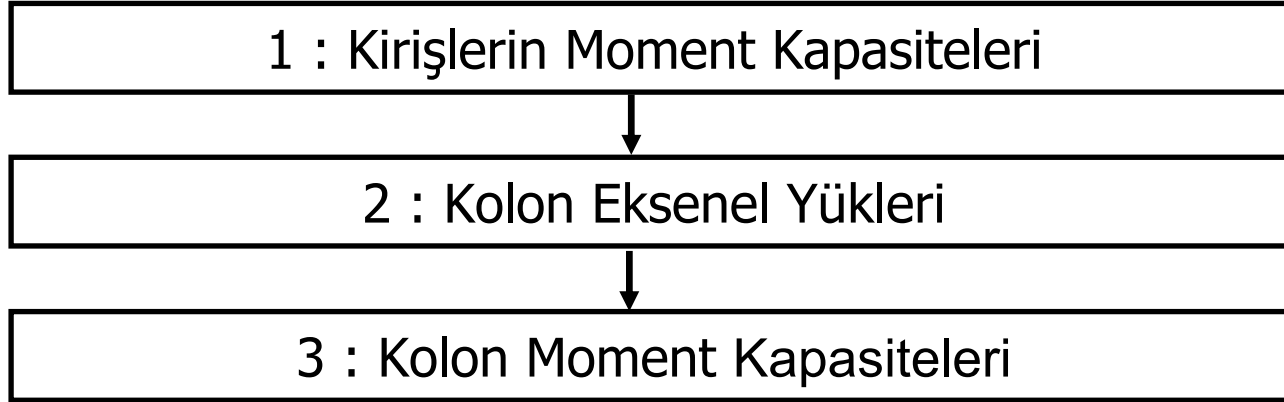 1 : Kirişlerin Moment Kapasiteleri
2 : Kolon Eksenel Yükleri
3 : Kolon Moment Kapasiteleri